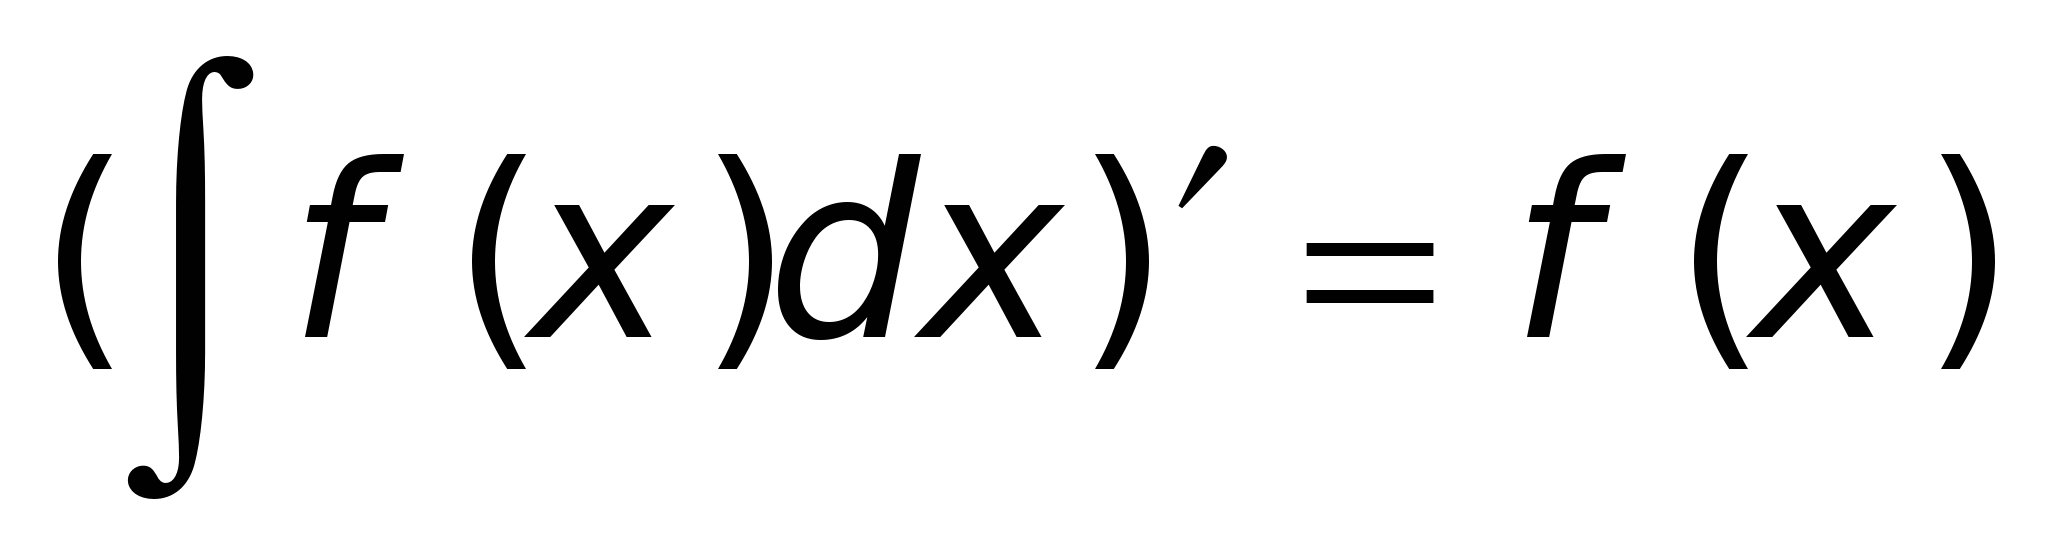 (∫ f (x)dx)′ = f (x)